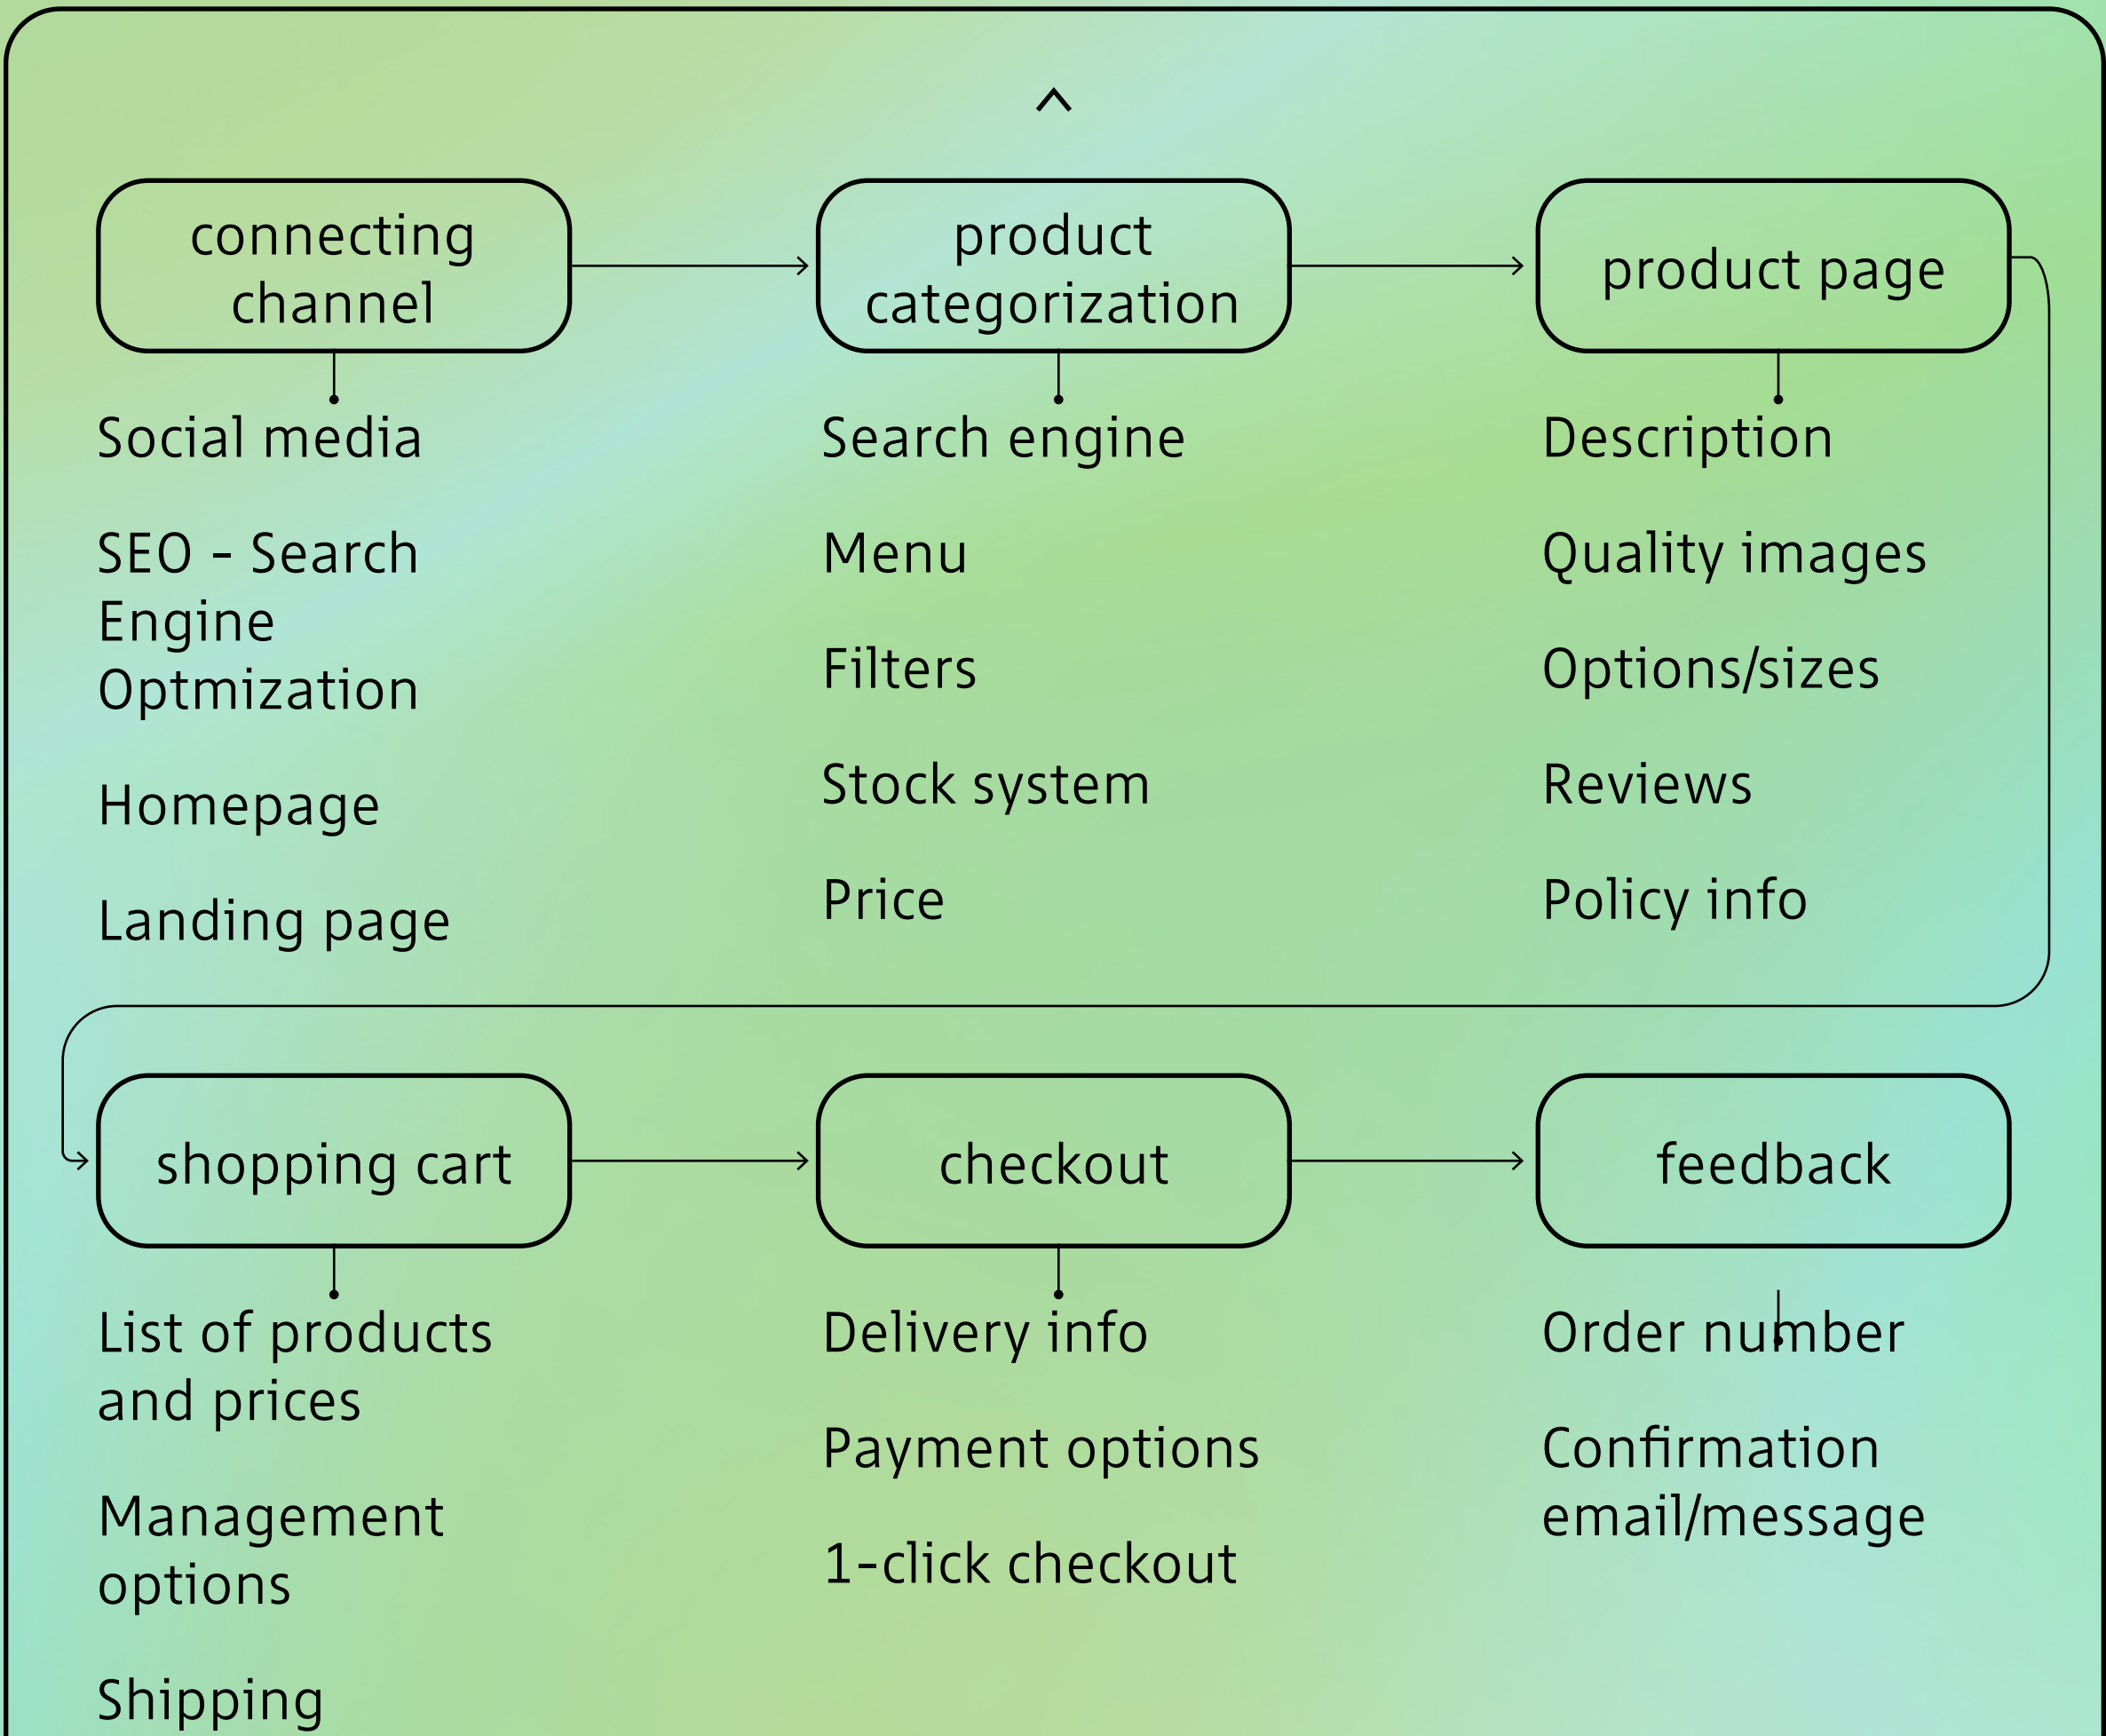 connecting
channel
product
categorization
product page
Social media
SEO - Search
Engine
Optmization
Homepage
Landing page
Search engine
Menu
Filters
Stock system
Price
Description
Quality images
Options/sizes
Reviews
Policy info
shopping cart
checkout
feedback
List of products
and prices
Management
options
Shipping
Delivery info
Payment options
1-click checkout
Order number
Confirmation
email/message